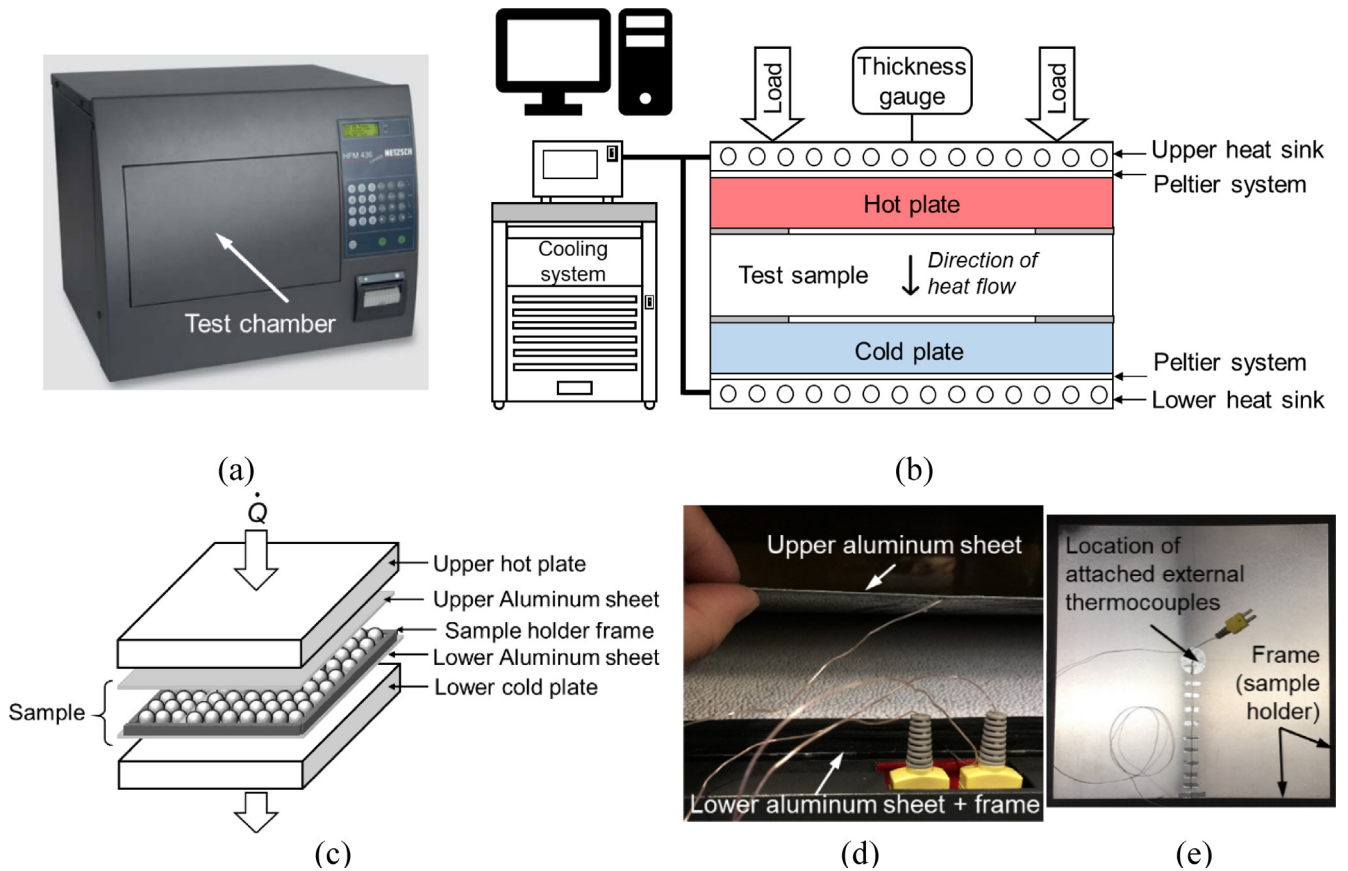 HFM 436
NETZSCH
Test chamber
(a)
Load
Thickness
gauge
Load
Upper heat sink
Peltier system
Hot plate
Cooling
system
Test sample
Direction of
heat flow
Cold plate
Peltier system
Lower heat sink
(b)
Q̇
Upper hot plate
Upper Aluminum sheet
Sample holder frame
Lower Aluminum sheet
Lower cold plate
Sample
(c)
Upper aluminum sheet
Lower aluminum sheet + frame
(d)
Location of
attached external
thermocouples
Frame
(sample
holder)
(e)